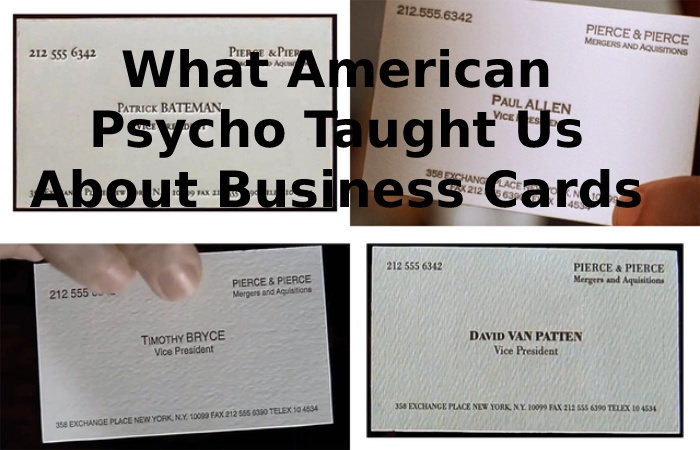 What American
Psycho Taught Us
About Business Cards
212 555 6342
PIERCE & PIERCE
PATRICK BATEMAN
212.555.6342
PIERCE & PIERCE
MERGERS AND AQUISITIONS
PAUL ALLEN
VICE
358 EXCHANGE PLACE
212 555
PIERCE & PIERCE
Mergers and Aquisitions
TIMOTHY BRYCE
Vice President
358 EXCHANGE PLACE NEW YORK, N.Y. 10099 FAX 212 555 6390 TELEX 10 4534
212 555 6342
PIERCE & PIERCE
Mergers and Aquisitions
DAVID VAN PATTEN
Vice President
358 EXCHANGE PLACE NEW YORK, N.Y. 10099 FAX 212 555 6390 TELEX 10 4534